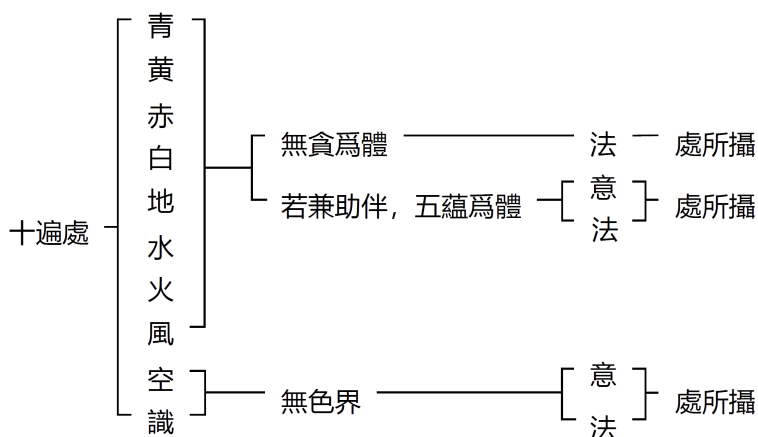 十遍處
青
黄
赤
白
地
水
火
風
空
識
無貪爲體
法
處所攝
若兼助伴，五蘊爲體
意
法
處所攝
無色界
意
法
處所攝